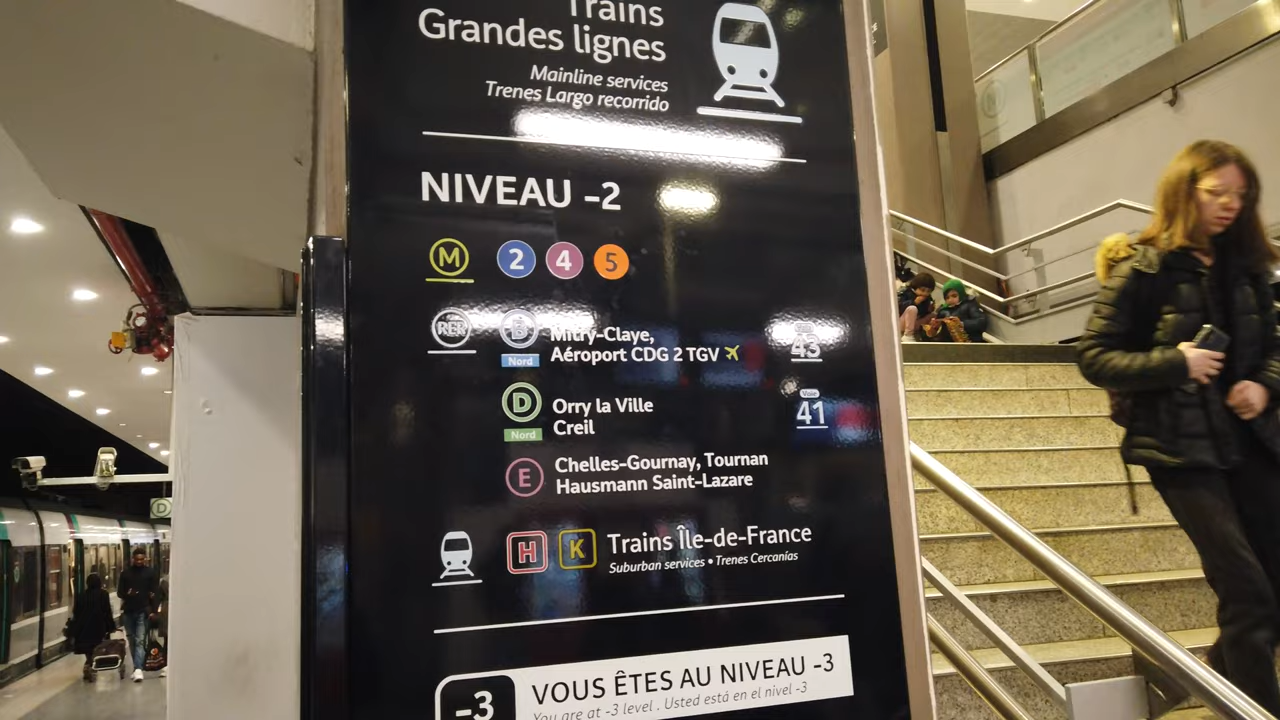 Trains
Grandes lignes
Mainline services
Trenes Largo recorrido
NIVEAU -2
M 2 4 5
RER B Mitry-Claye,
Nord Aéroport CDG 2 TGV
Voie 43
D Orry la Ville
Nord Creil
Voie 41
E Chelles-Gournay, Tournan
Hausmann Saint-Lazare
H K Trains Île-de-France
Suburban services • Trenes Cercanías
-3 VOUS ÊTES AU NIVEAU -3
You are at -3 level . Usted está en el nivel -3
D